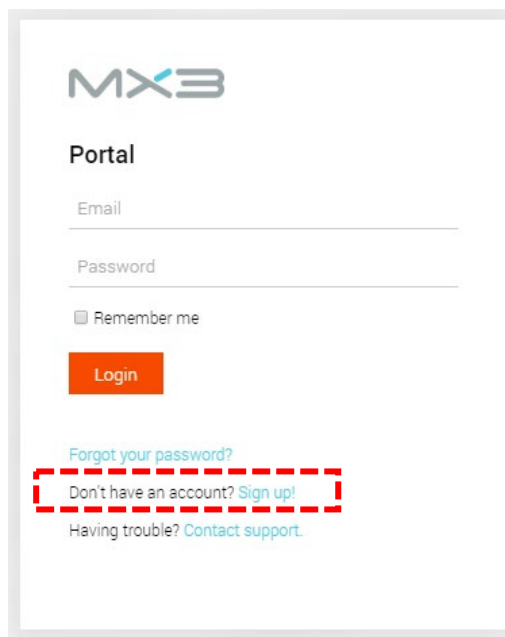 MX3
Portal
Email
Password
Remember me
Login
Forgot your password?
Don't have an account? Sign up!
Having trouble? Contact support.